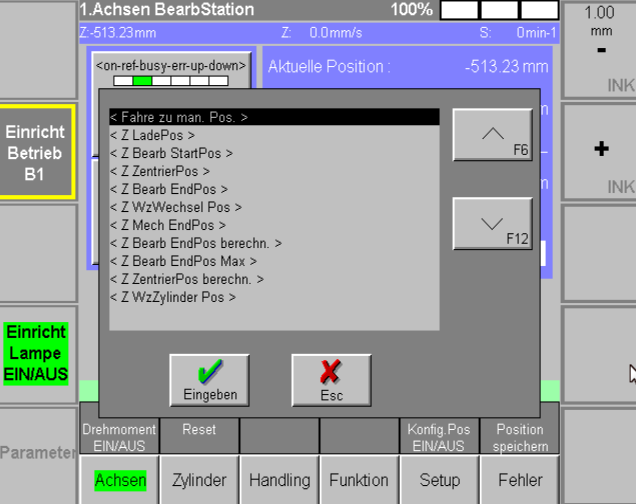 1.Achsen BearbStation 100%
Z:-513.23mm Z: 0.0mm/s S: 0min-1
1.00
mm
-
INK
<on-ref-busy-err-up-down>
Aktuelle Position : -513.23 mm
Einricht
Betrieb
B1
+
INK
< Fahre zu man. Pos. >
< Z LadePos >
< Z Bearb StartPos >
< Z ZentrierPos >
< Z Bearb EndPos >
< Z WzWechsel Pos >
< Z Mech EndPos >
< Z Bearb EndPos berechn. >
< Z Bearb EndPos Max >
< Z ZentrierPos berechn. >
< Z WzZylinder Pos >
F6
F12
Einricht
Lampe
EIN/AUS
Eingeben
Esc
Parameter
Drehmoment
EIN/AUS
Reset
Konfig.Pos
EIN/AUS
Position
speichern
Achsen
Zylinder
Handling
Funktion
Setup
Fehler